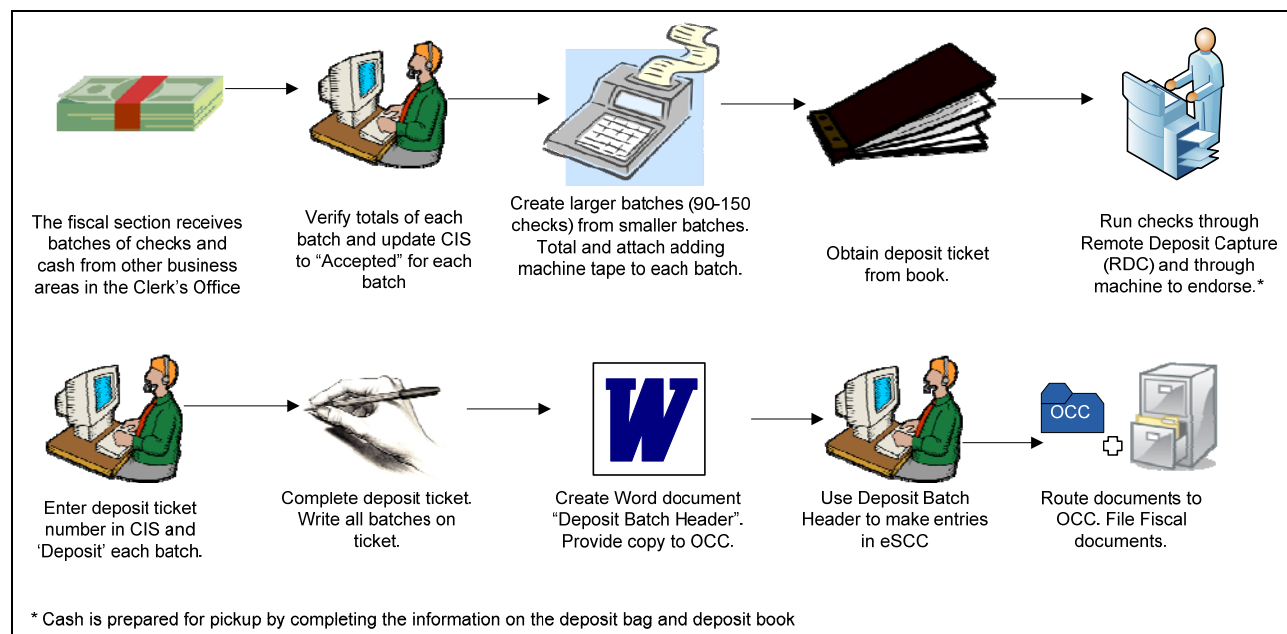 The fiscal section receives
batches of checks and
cash from other business
areas in the Clerk's Office
Verify totals of each
batch and update CIS
to “Accepted” for each
batch
Create larger batches (90-150
checks) from smaller batches.
Total and attach adding
machine tape to each batch.
Obtain deposit ticket
from book.
Run checks through
Remote Deposit Capture
(RDC) and through
machine to endorse.*
Enter deposit ticket
number in CIS and
‘Deposit’ each batch.
Complete deposit ticket.
Write all batches on
ticket.
W
Create Word document
“Deposit Batch Header”.
Provide copy to OCC.
Use Deposit Batch
Header to make entries
in eSCC
OCC
Route documents to
OCC. File Fiscal
documents.
* Cash is prepared for pickup by completing the information on the deposit bag and deposit book